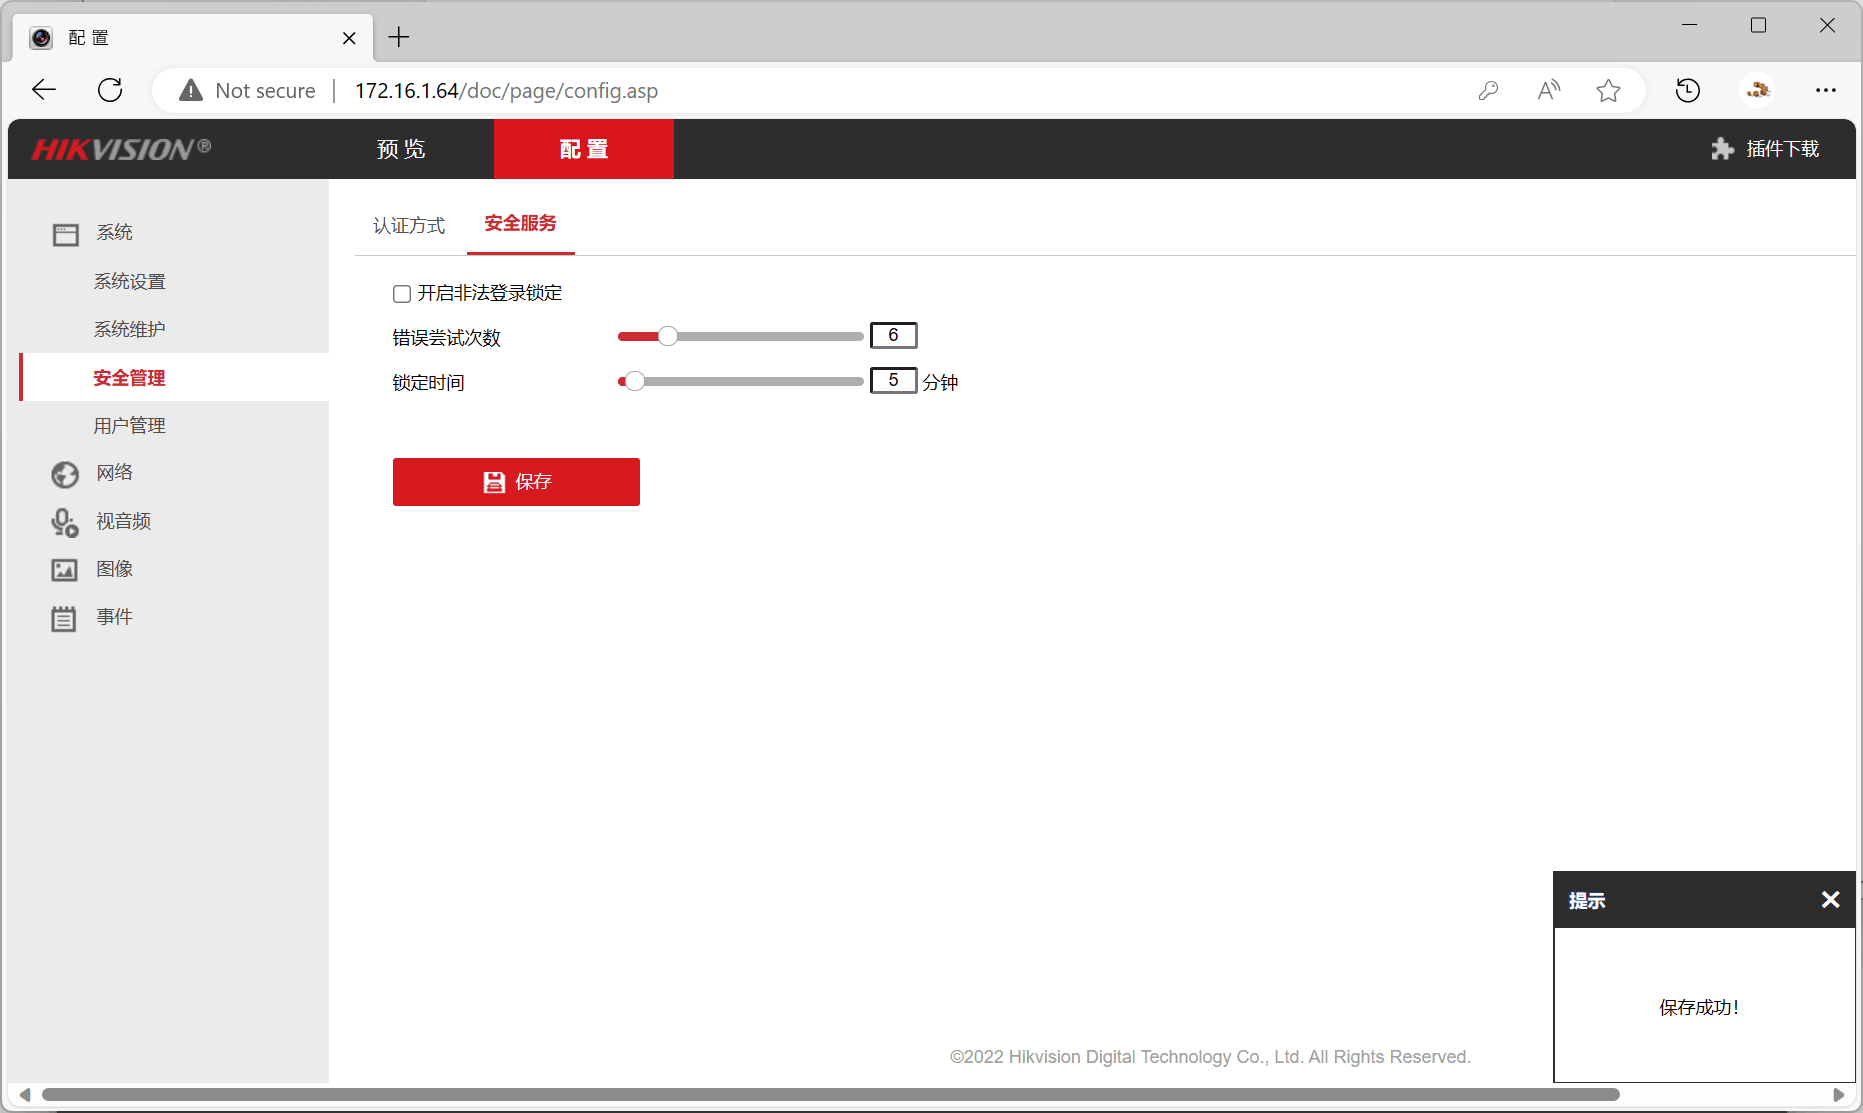 配 置
Not secure
172.16.1.64/doc/page/config.asp
HIKVISION®
预 览
配 置
插件下载
系统
系统设置
系统维护
安全管理
用户管理
网络
视音频
图像
事件
认证方式
安全服务
开启非法登录锁定
错误尝试次数
6
锁定时间
5
分钟
保存
提示
保存成功！
©2022 Hikvision Digital Technology Co., Ltd. All Rights Reserved.